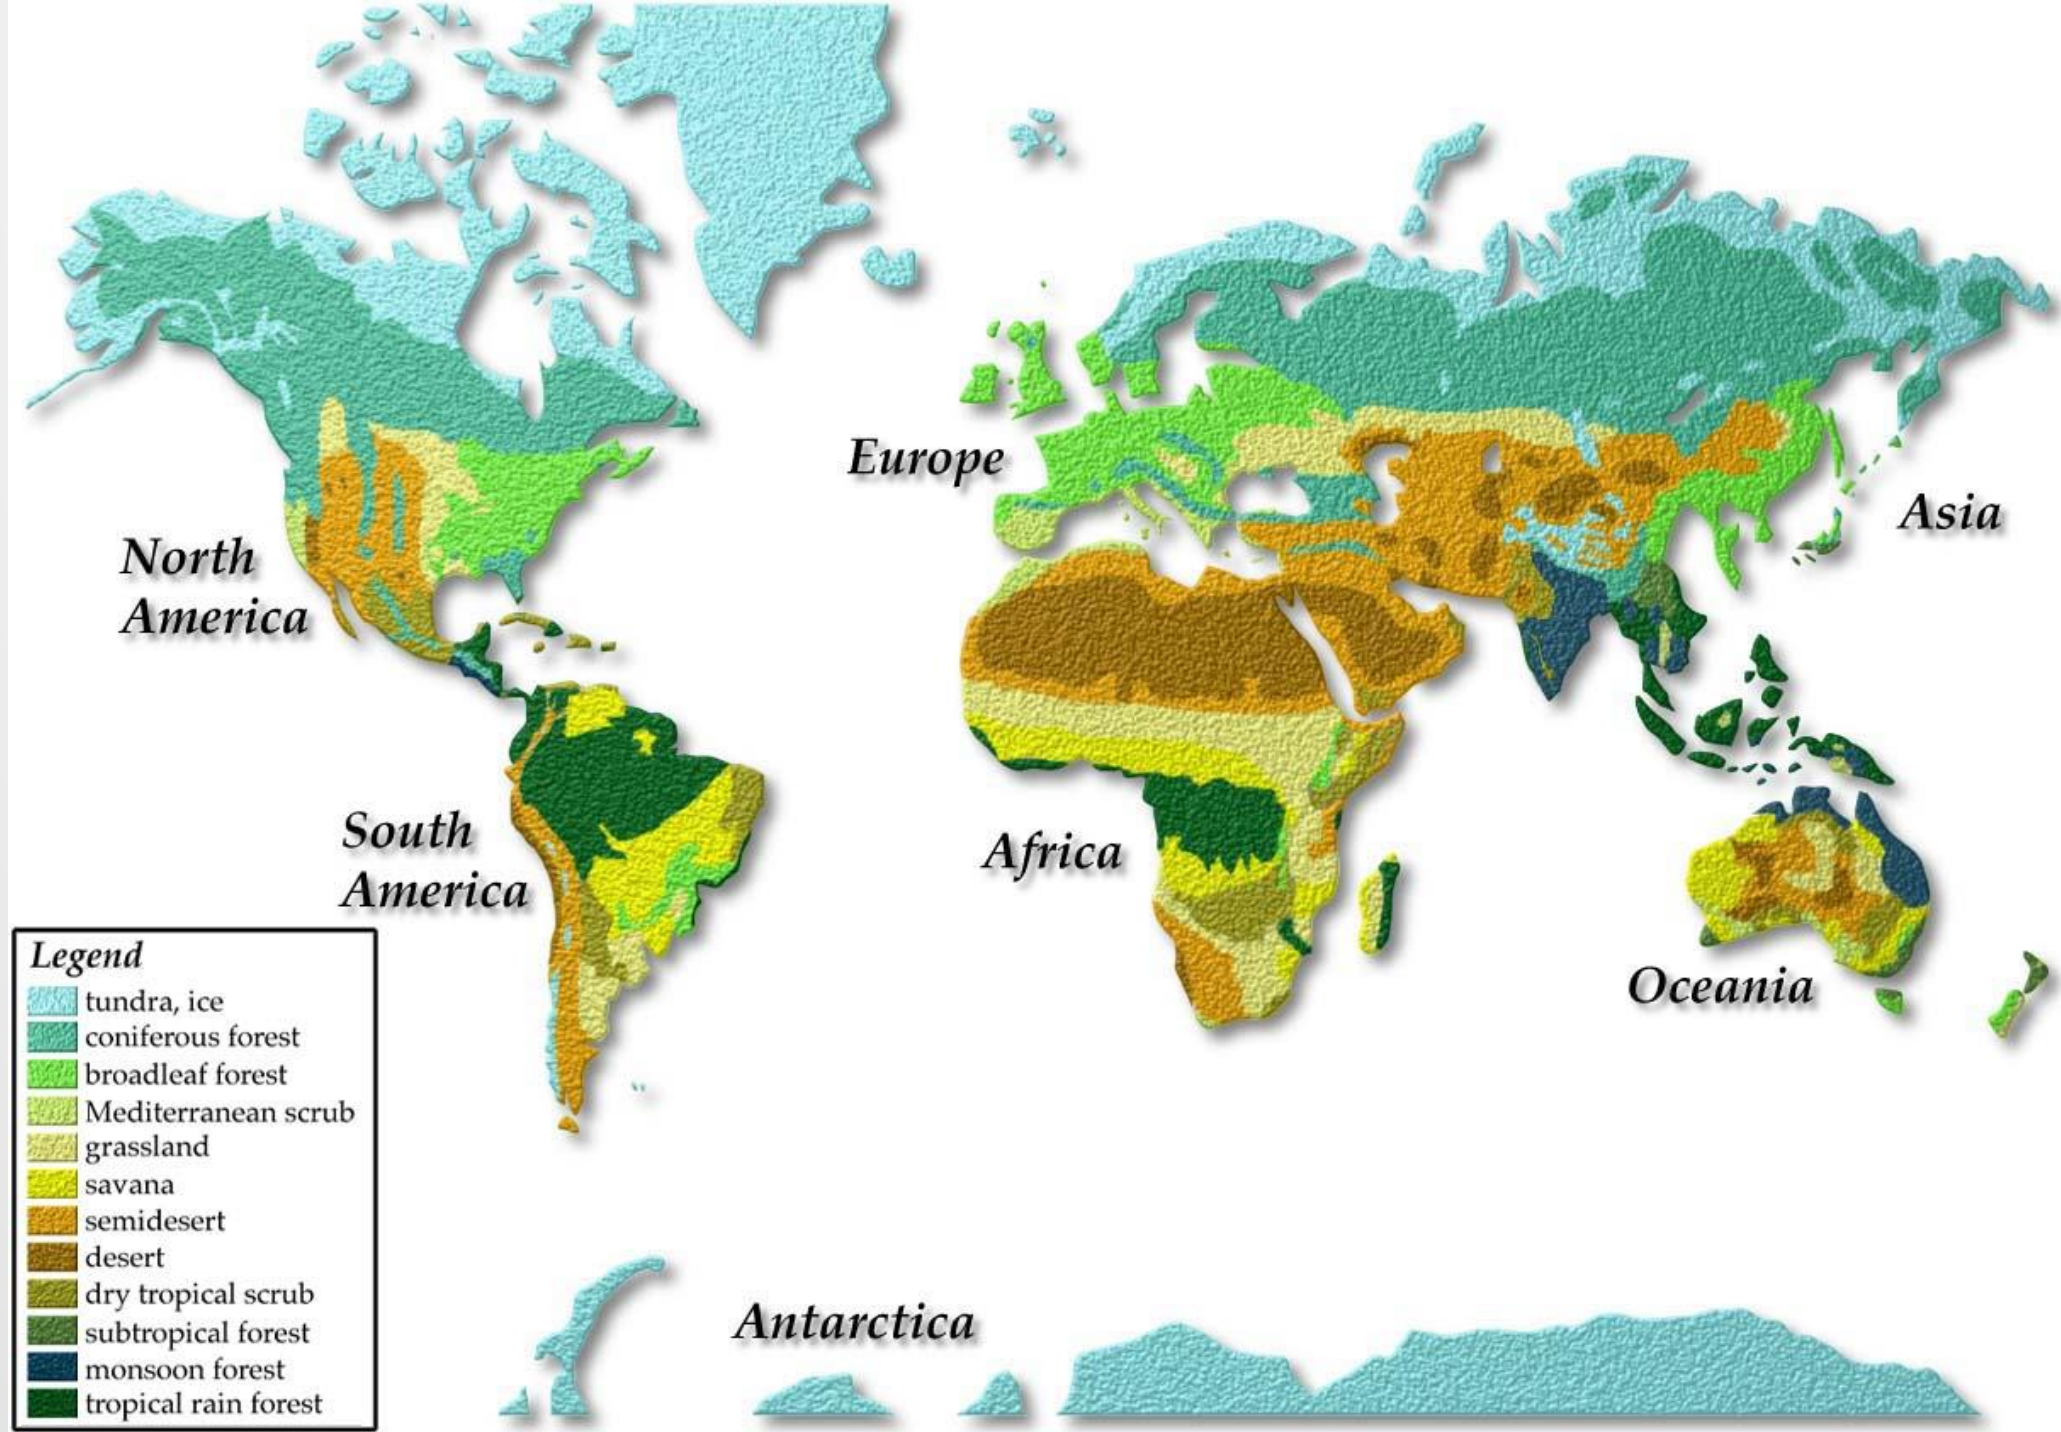 Europe
Asia
North
America
South
America
Africa
Oceania
Legend
tundra, ice
coniferous forest
broadleaf forest
Mediterranean scrub
grassland
savana
semidesert
desert
dry tropical scrub
subtropical forest
monsoon forest
tropical rain forest
Antarctica